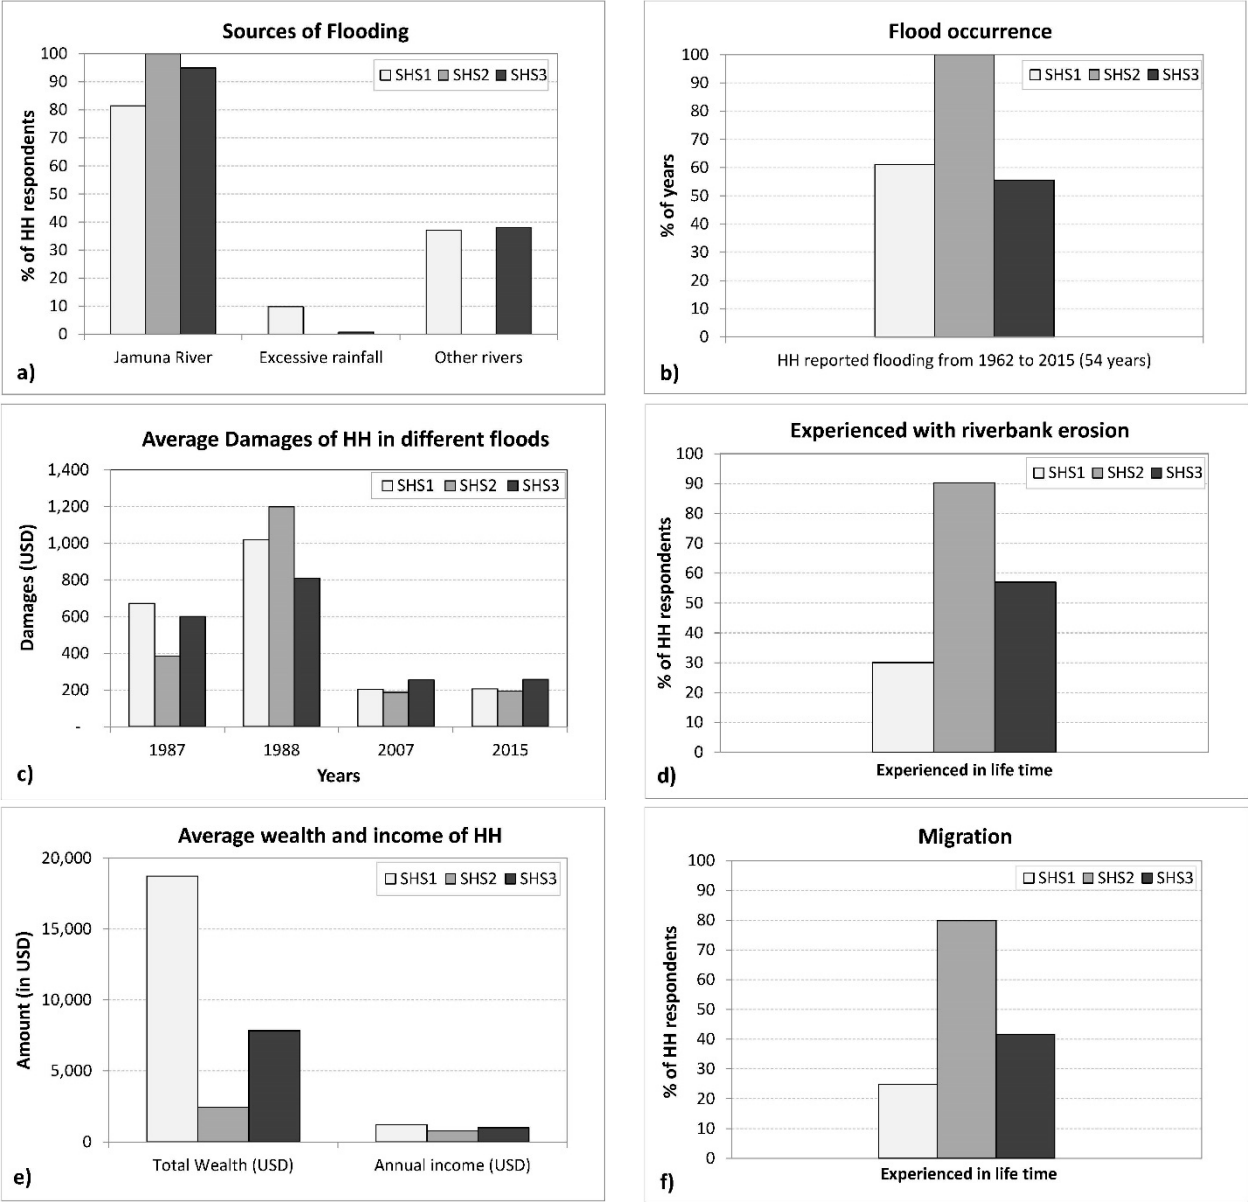 Sources of Flooding
SHS1 SHS2 SHS3
% of HH respondents
100
90
80
70
60
50
40
30
20
10
0
Jamuna River Excessive rainfall Other rivers
a)
Flood occurrence
SHS1 SHS2 SHS3
% of years
100
90
80
70
60
50
40
30
20
10
0
HH reported flooding from 1962 to 2015 (54 years)
b)
Average Damages of HH in different floods
SHS1 SHS2 SHS3
Damages (USD)
1,400
1,200
1,000
800
600
400
200
-
1987 1988 2007 2015
Years
c)
Experienced with riverbank erosion
SHS1 SHS2 SHS3
% of HH respondents
100
90
80
70
60
50
40
30
20
10
0
Experienced in life time
d)
Average wealth and income of HH
SHS1 SHS2 SHS3
Amount (in USD)
20,000
15,000
10,000
5,000
0
Total Wealth (USD) Annual income (USD)
e)
Migration
SHS1 SHS2 SHS3
% of HH respondents
100
90
80
70
60
50
40
30
20
10
0
Experienced in life time
f)